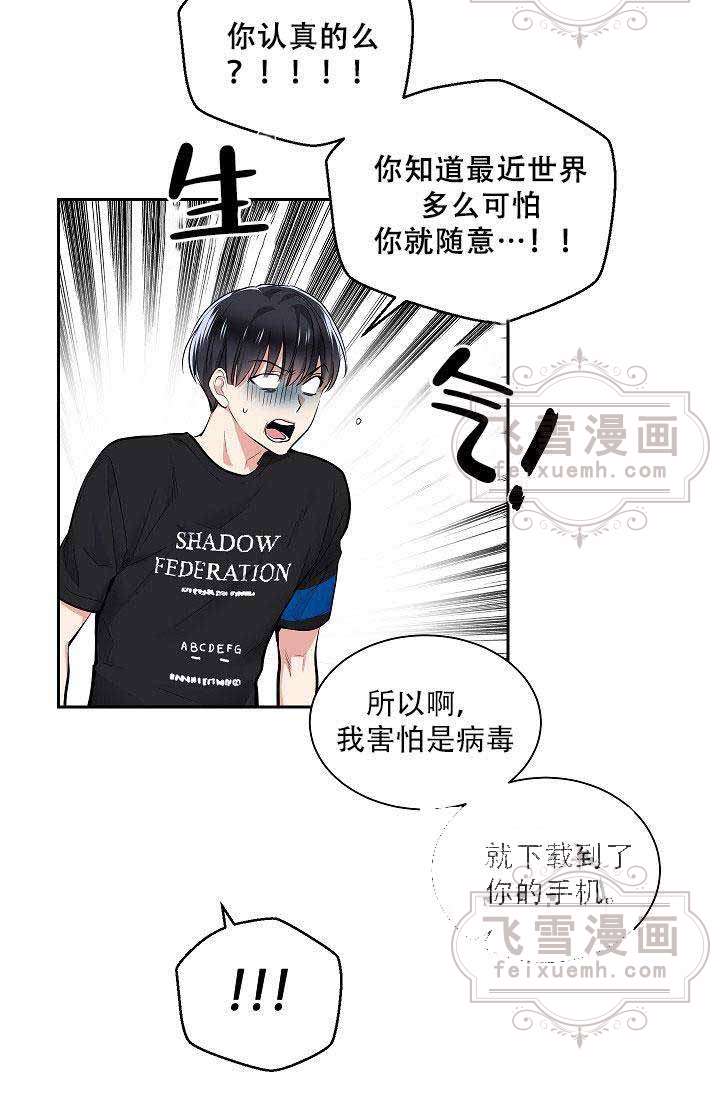 你认真的么
？！！！！！
你知道最近世界
多么可怕
你就随意…！！
生
气！
飞雪漫画
feixuemh.com
SHADOW
FEDERATION
ABCDEFG
所以啊,
我害怕是病毒
就下载到了
你的手机。
飞雪漫画
feixuemh.com
!!!